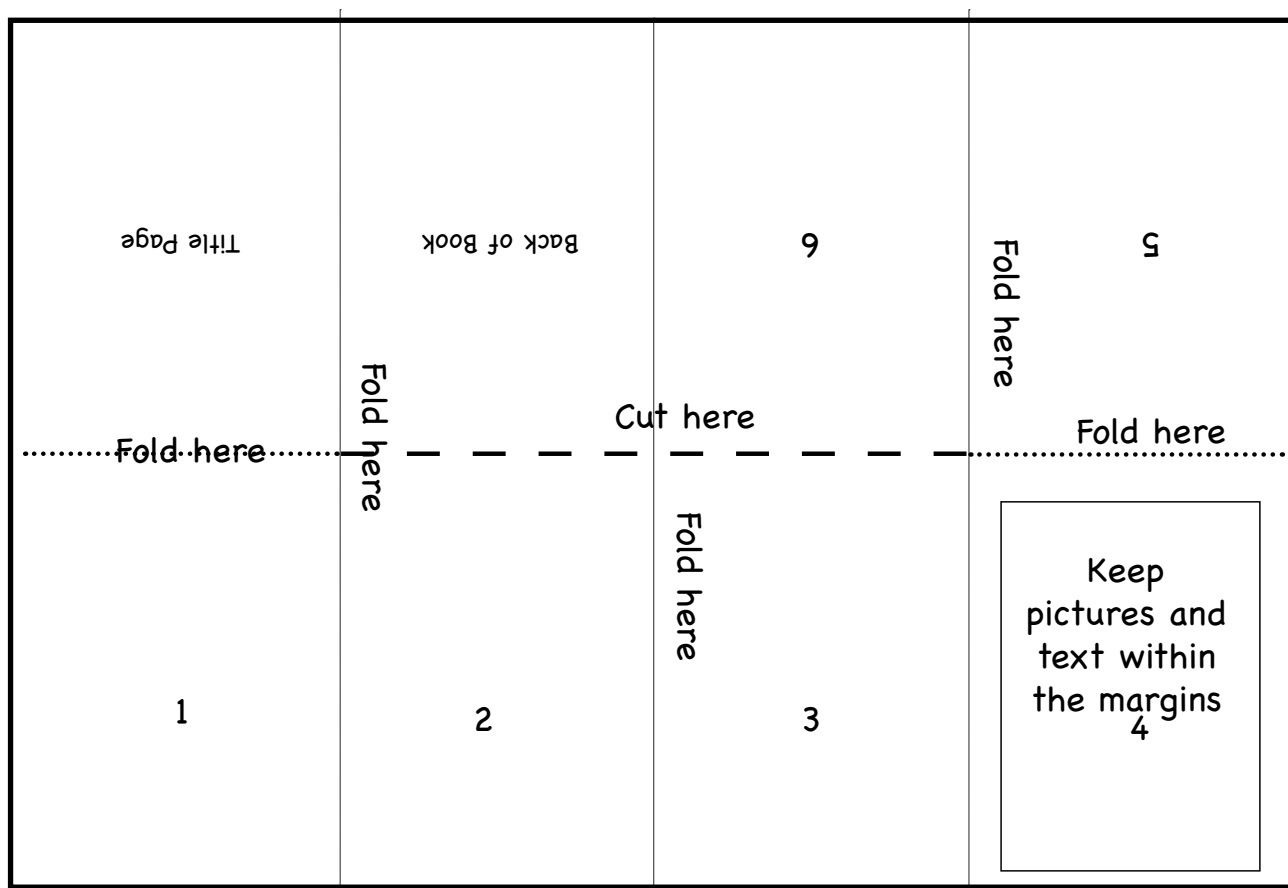 Title Page
Back of Book
6
5
Fold here
Fold here
Cut here
Fold here
Fold here
Fold here
Keep
pictures and
text within
the margins
1
2
3
4